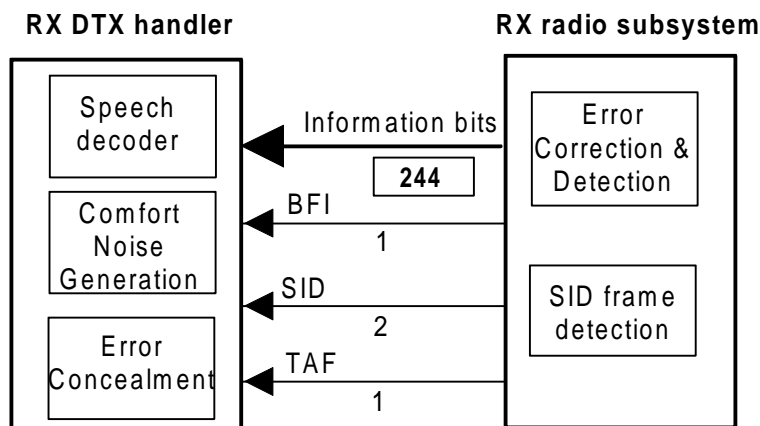 RX DTX handler
RX radio subsystem
Speech
decoder
Information bits
244
Error
Correction &
Detection
Comfort
Noise
Generation
BFI
1
SID
2
SID frame
detection
Error
Concealment
TAF
1